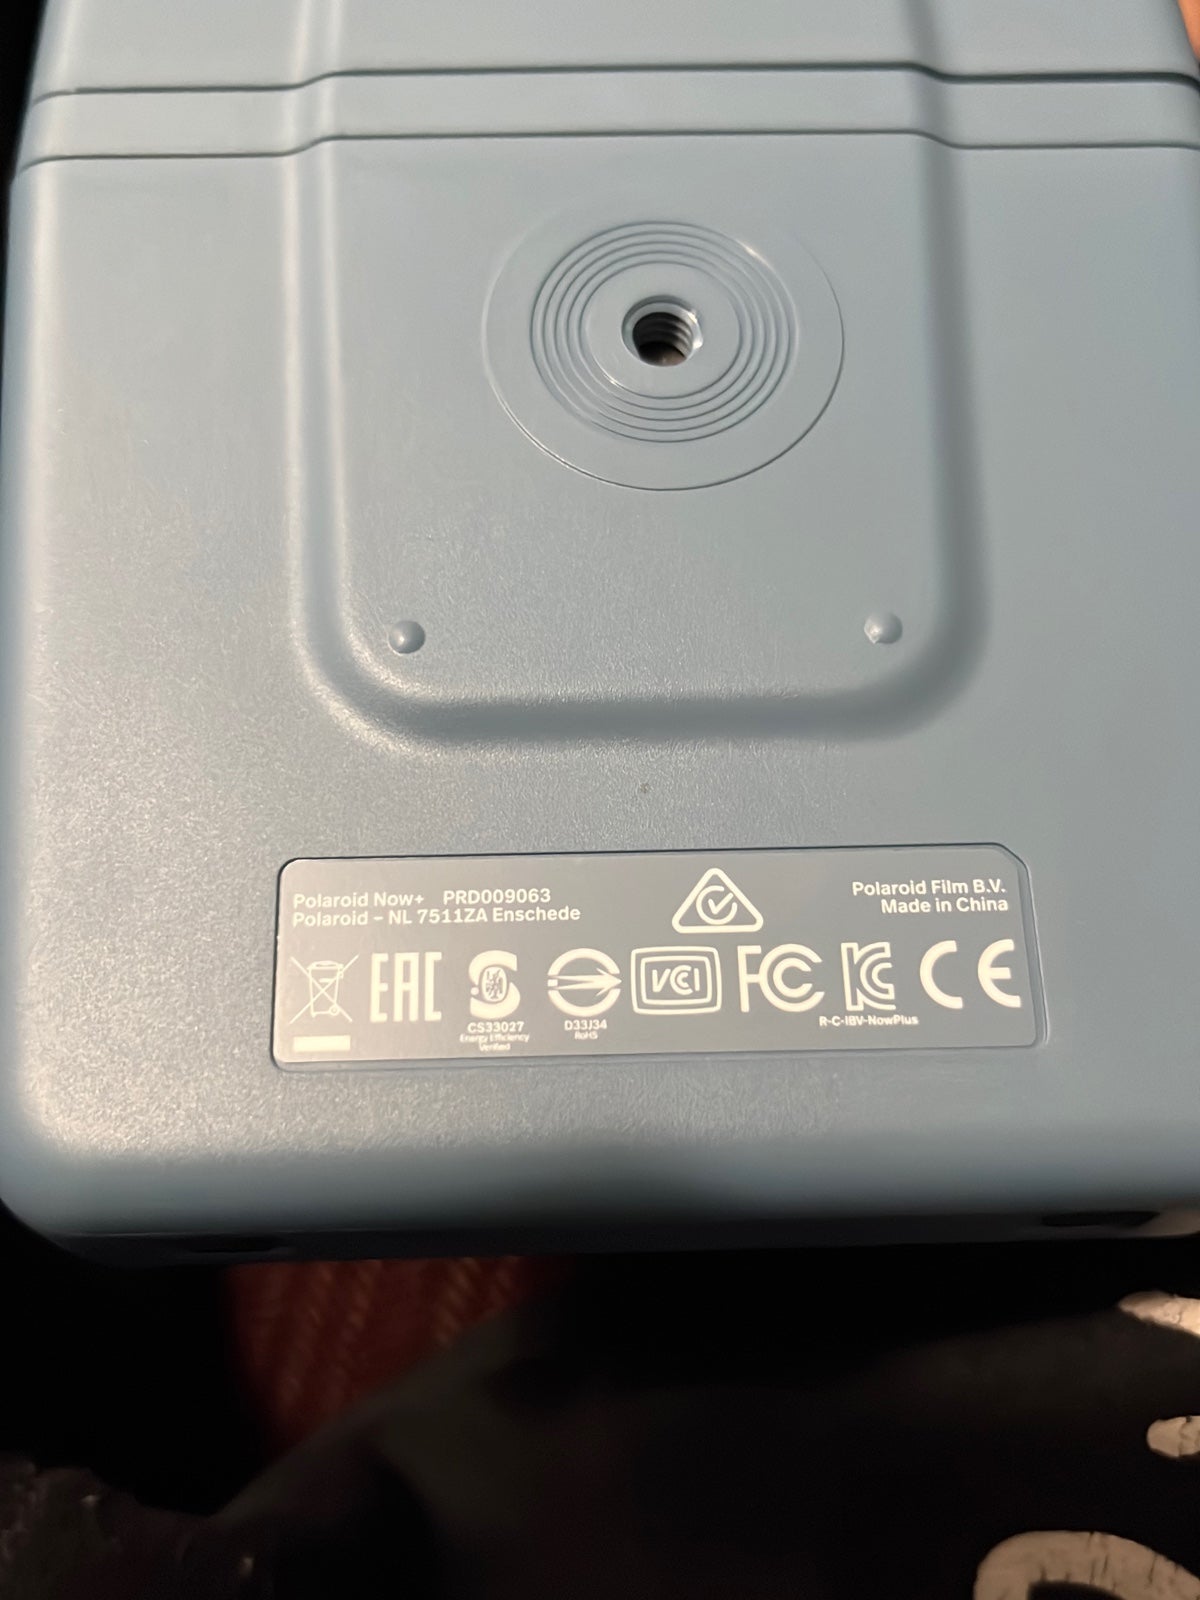 Polaroid Now+ PRD009063
Polaroid – NL 7511ZA Enschede
Polaroid Film B.V.
Made in China
EAC
VCI
FC
KC
CE
CS33027
Energy Efficiency
Verified
D33J34
RoHS
R-C-IBV-NowPlus